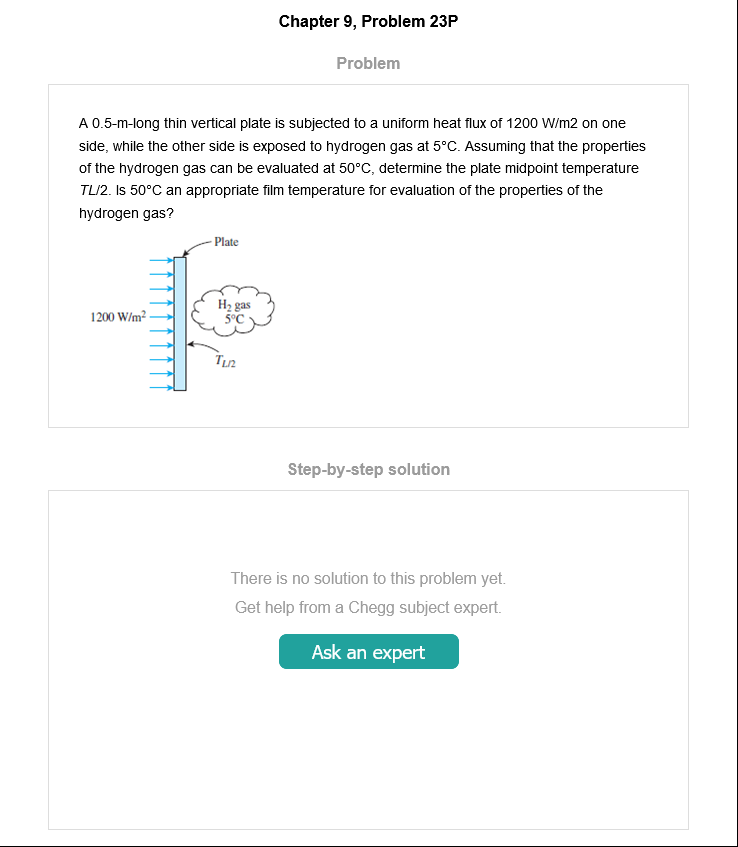 Chapter 9, Problem 23P
Problem
A 0.5-m-long thin vertical plate is subjected to a uniform heat flux of 1200 W/m2 on one
side, while the other side is exposed to hydrogen gas at 5°C. Assuming that the properties
of the hydrogen gas can be evaluated at 50°C, determine the plate midpoint temperature
TL/2. Is 50°C an appropriate film temperature for evaluation of the properties of the
hydrogen gas?
Plate
H₂ gas
5°C
1200 W/m²
TL/2
Step-by-step solution
There is no solution to this problem yet.
Get help from a Chegg subject expert.
Ask an expert